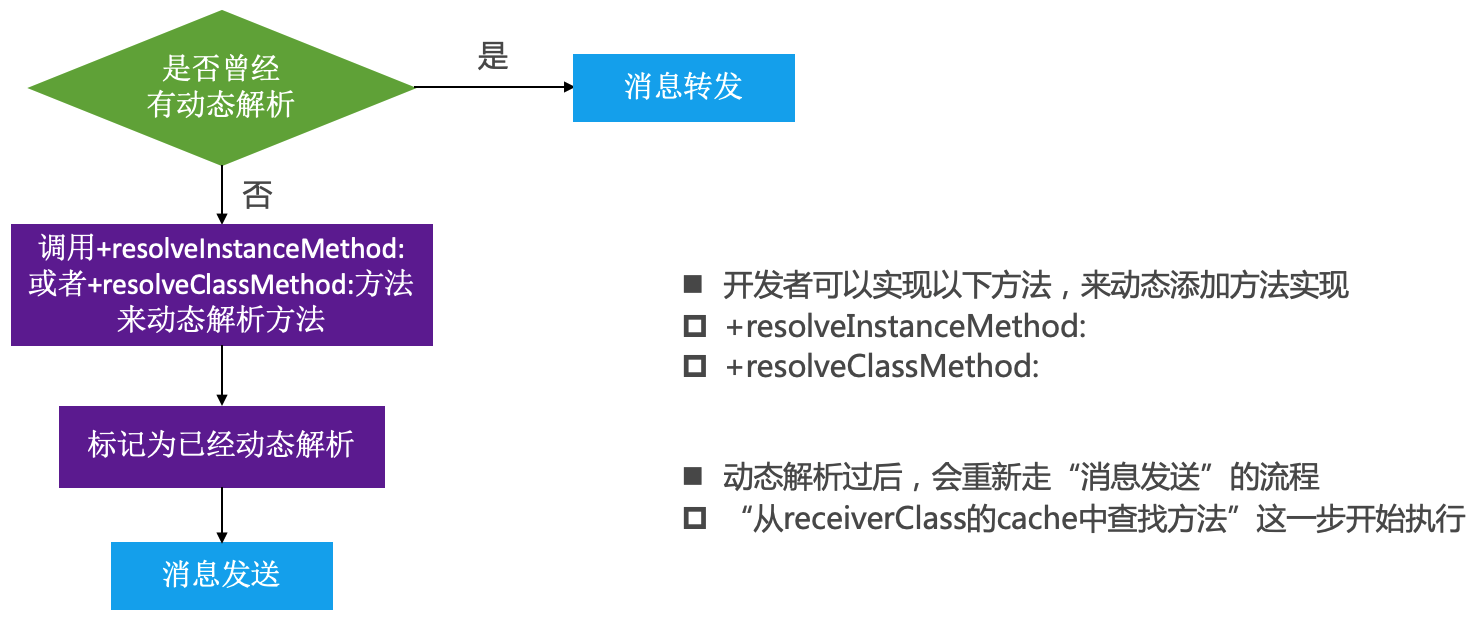 是否曾经
有动态解析
是
消息转发
否
调用+resolveInstanceMethod:
或者+resolveClassMethod:方法
来动态解析方法
标记为已经动态解析
消息发送
开发者可以实现以下方法，来动态添加方法实现
+resolveInstanceMethod:
+resolveClassMethod:
动态解析过后，会重新走“消息发送”的流程
“从receiverClass的cache中查找方法”这一步开始执行